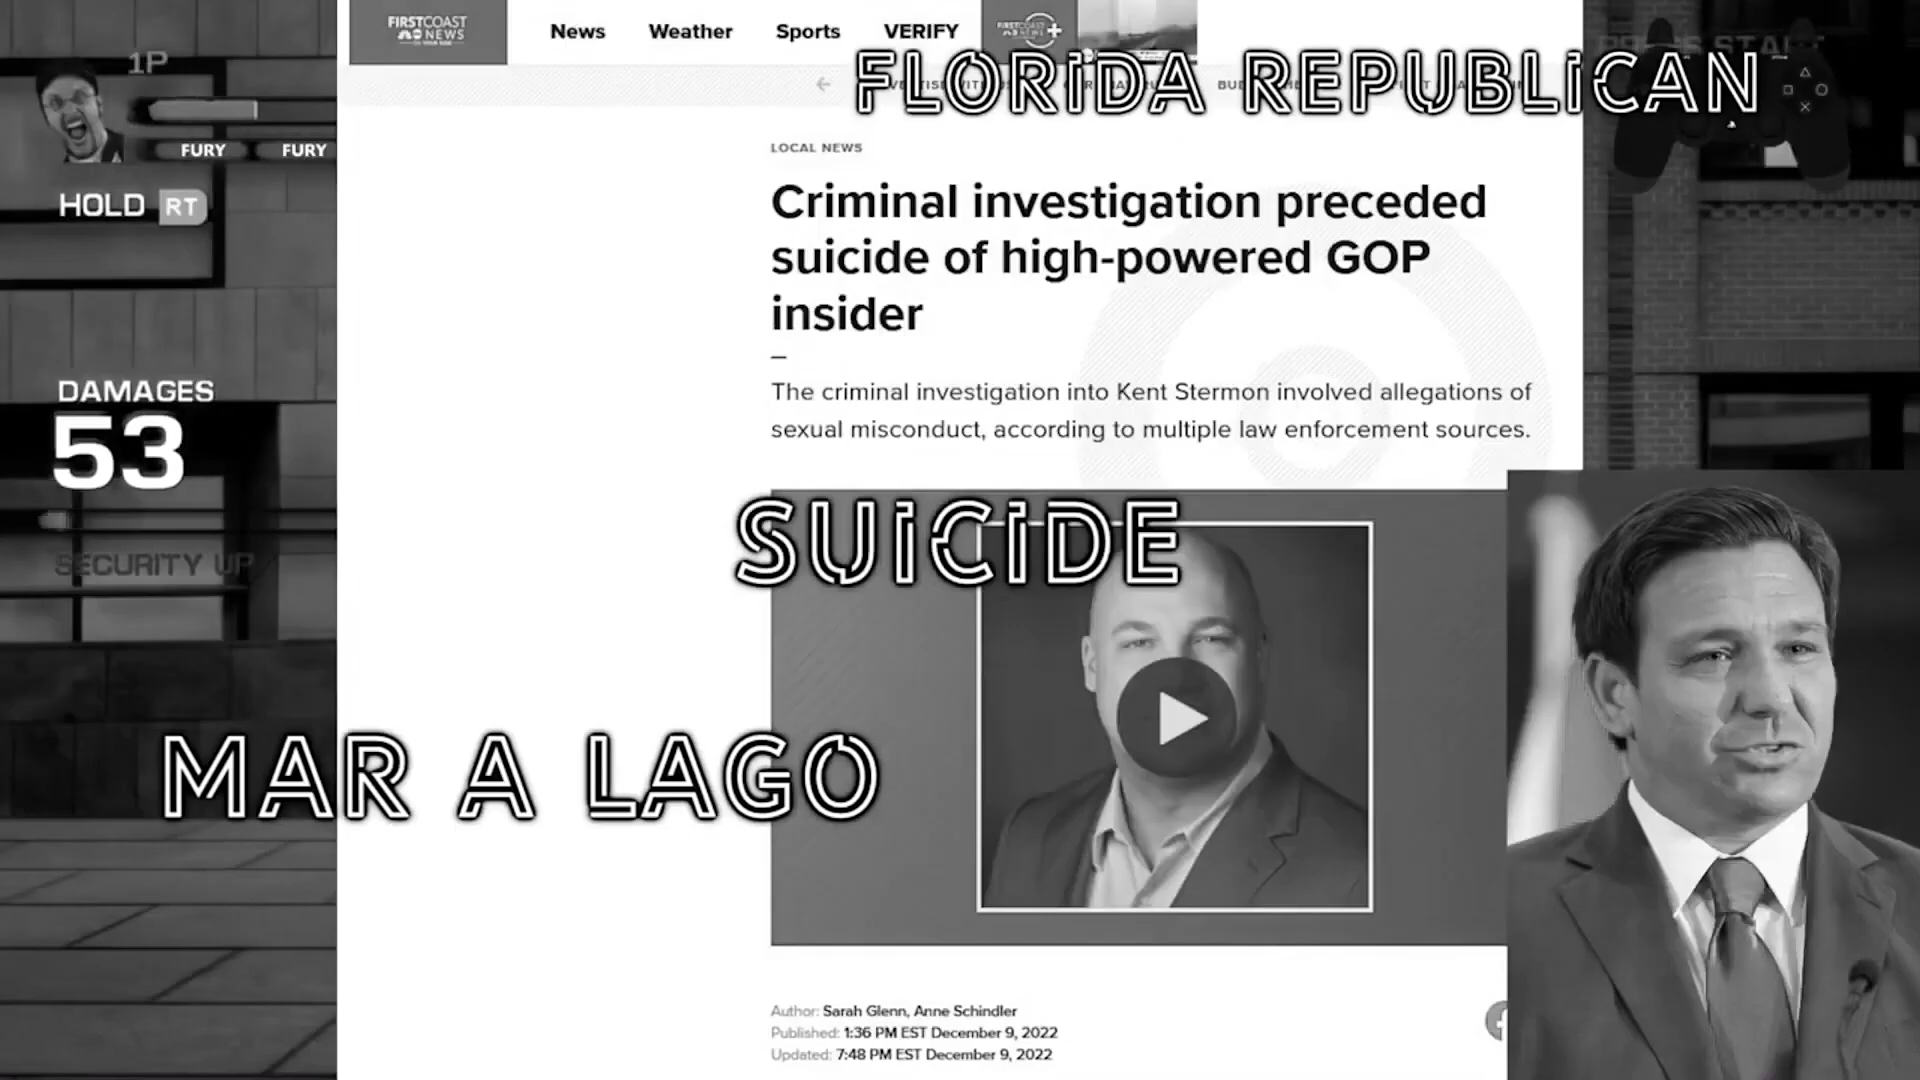 FIRSTCOAST
NEWS
News
Weather
Sports
VERIFY
FIRSTCOAST
NEWS
1P
FLORiDA REPUBLiCAN
FURY
FURY
LOCAL NEWS
HOLD RT
Criminal investigation preceded
suicide of high-powered GOP
insider
The criminal investigation into Kent Stermon involved allegations of
sexual misconduct, according to multiple law enforcement sources.
DAMAGES
53
SUiCiDE
SECURITY UP
MAR A LAGO
Author: Sarah Glenn, Anne Schindler
Published: 1:36 PM EST December 9, 2022
Updated: 7:48 PM EST December 9, 2022